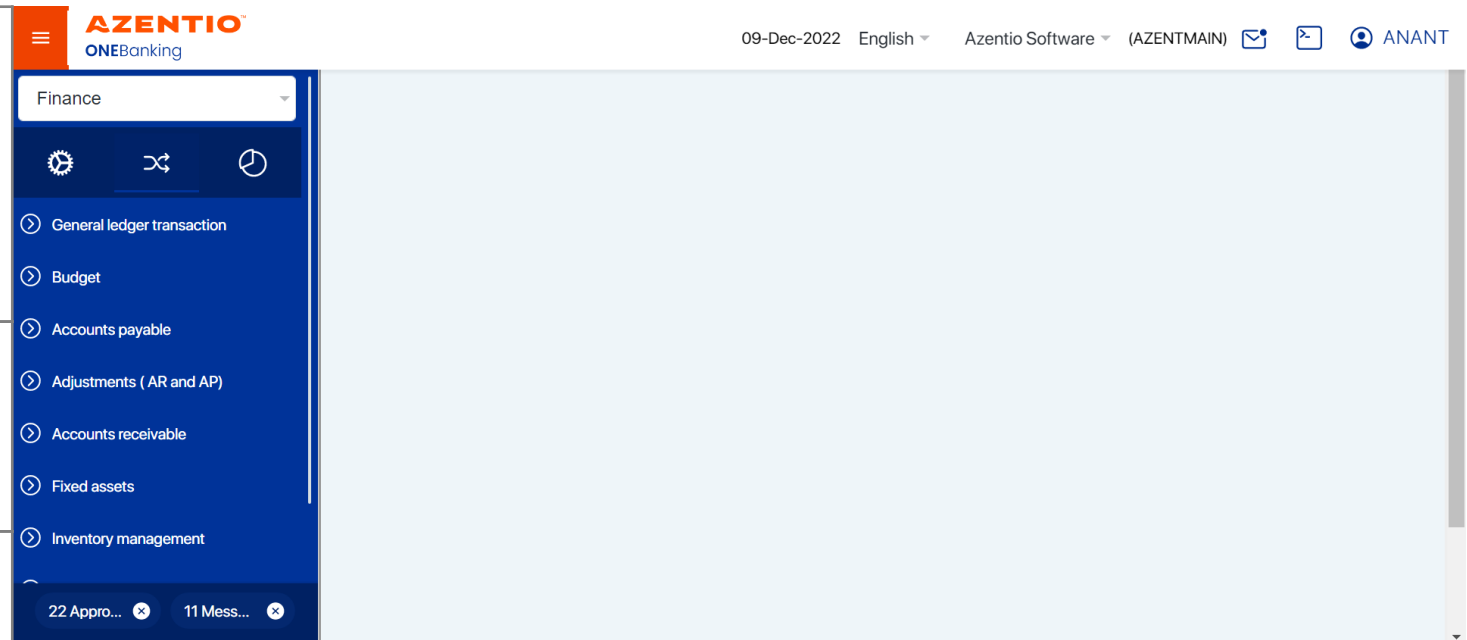 AZENTIO™
ONEBanking
09-Dec-2022 English Azentio Software (AZENTMAIN) ANANT
Finance
General ledger transaction
Budget
Accounts payable
Adjustments ( AR and AP)
Accounts receivable
Fixed assets
Inventory management
22 Appro... 11 Mess...